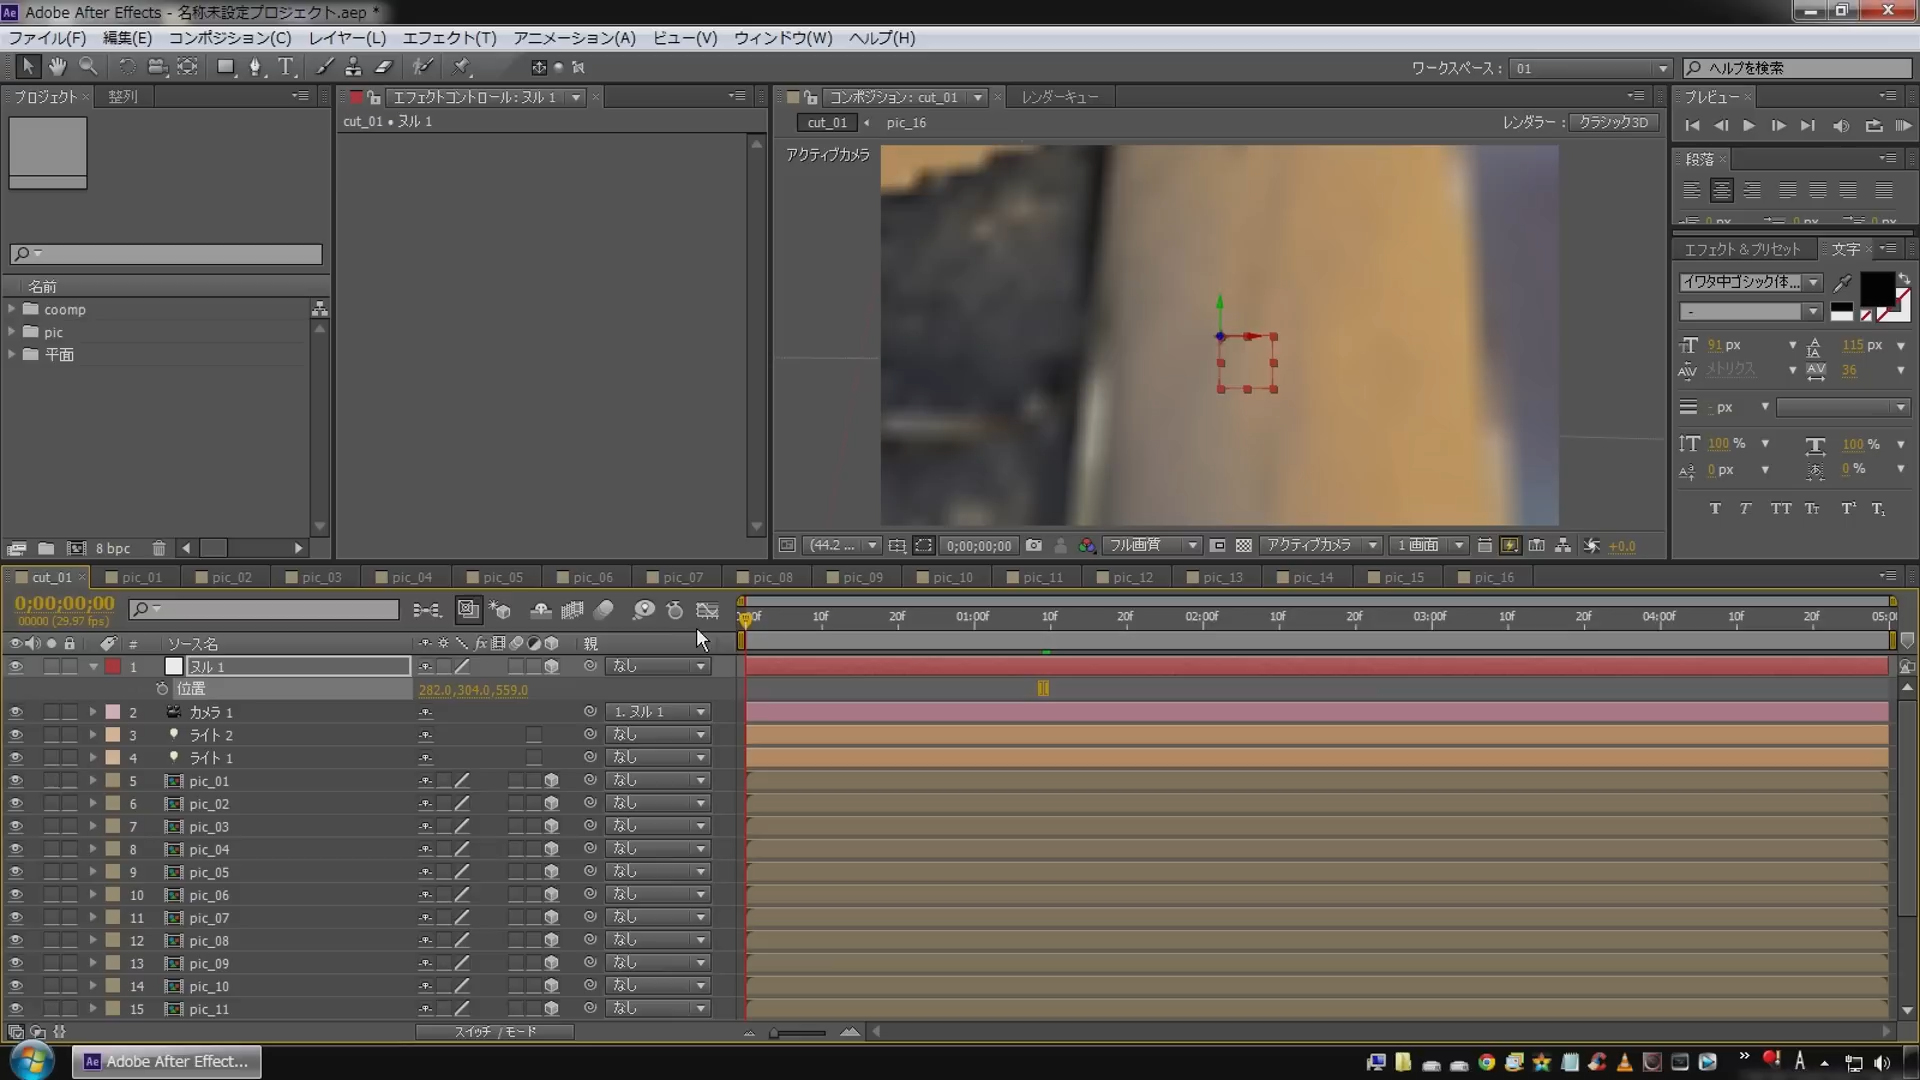 Ae Adobe After Effects - 名称未設定プロジェクト.aep *
ファイル(F) 編集(E) コンポジション(C) レイヤー(L) エフェクト(T) アニメーション(A) ビュー(V) ウィンドウ(W) ヘルプ(H)
ワークスペース : 01 ヘルプを検索
プロジェクト 整列
エフェクトコントロール : ヌル 1
cut_01 • ヌル 1
コンポジション : cut_01 レンダーキュー
cut_01 pic_16 レンダラー : クラシック3D
アクティブカメラ
プレビュー
段落
0 px 0 px 0 px
エフェクト＆プリセット 文字
イワタ中ゴシック体...
-
91 px 115 px
メトリクス 36
- px
100 % 100 %
0 px 0 %
T T TT Tт T¹ T₁
名前
coomp
pic
平面
8 bpc
(44.2 ... 0;00;00;00 フル画質 アクティブカメラ 1 画面 +0.0
cut_01 pic_01 pic_02 pic_03 pic_04 pic_05 pic_06 pic_07 pic_08 pic_09 pic_10 pic_11 pic_12 pic_13 pic_14 pic_15 pic_16
0;00;00;00
00000 (29.97 fps)
:00f 10f 20f 01:00f 10f 20f 02:00f 10f 20f 03:00f 10f 20f 04:00f 10f 20f 05:00
# ソース名 fx 親
1 ヌル 1 なし
位置 282.0,304.0,559.0
2 カメラ 1 1. ヌル 1
3 ライト 2 なし
4 ライト 1 なし
5 pic_01 なし
6 pic_02 なし
7 pic_03 なし
8 pic_04 なし
9 pic_05 なし
10 pic_06 なし
11 pic_07 なし
12 pic_08 なし
13 pic_09 なし
14 pic_10 なし
15 pic_11 なし
スイッチ / モード
Ae Adobe After Effect...
A